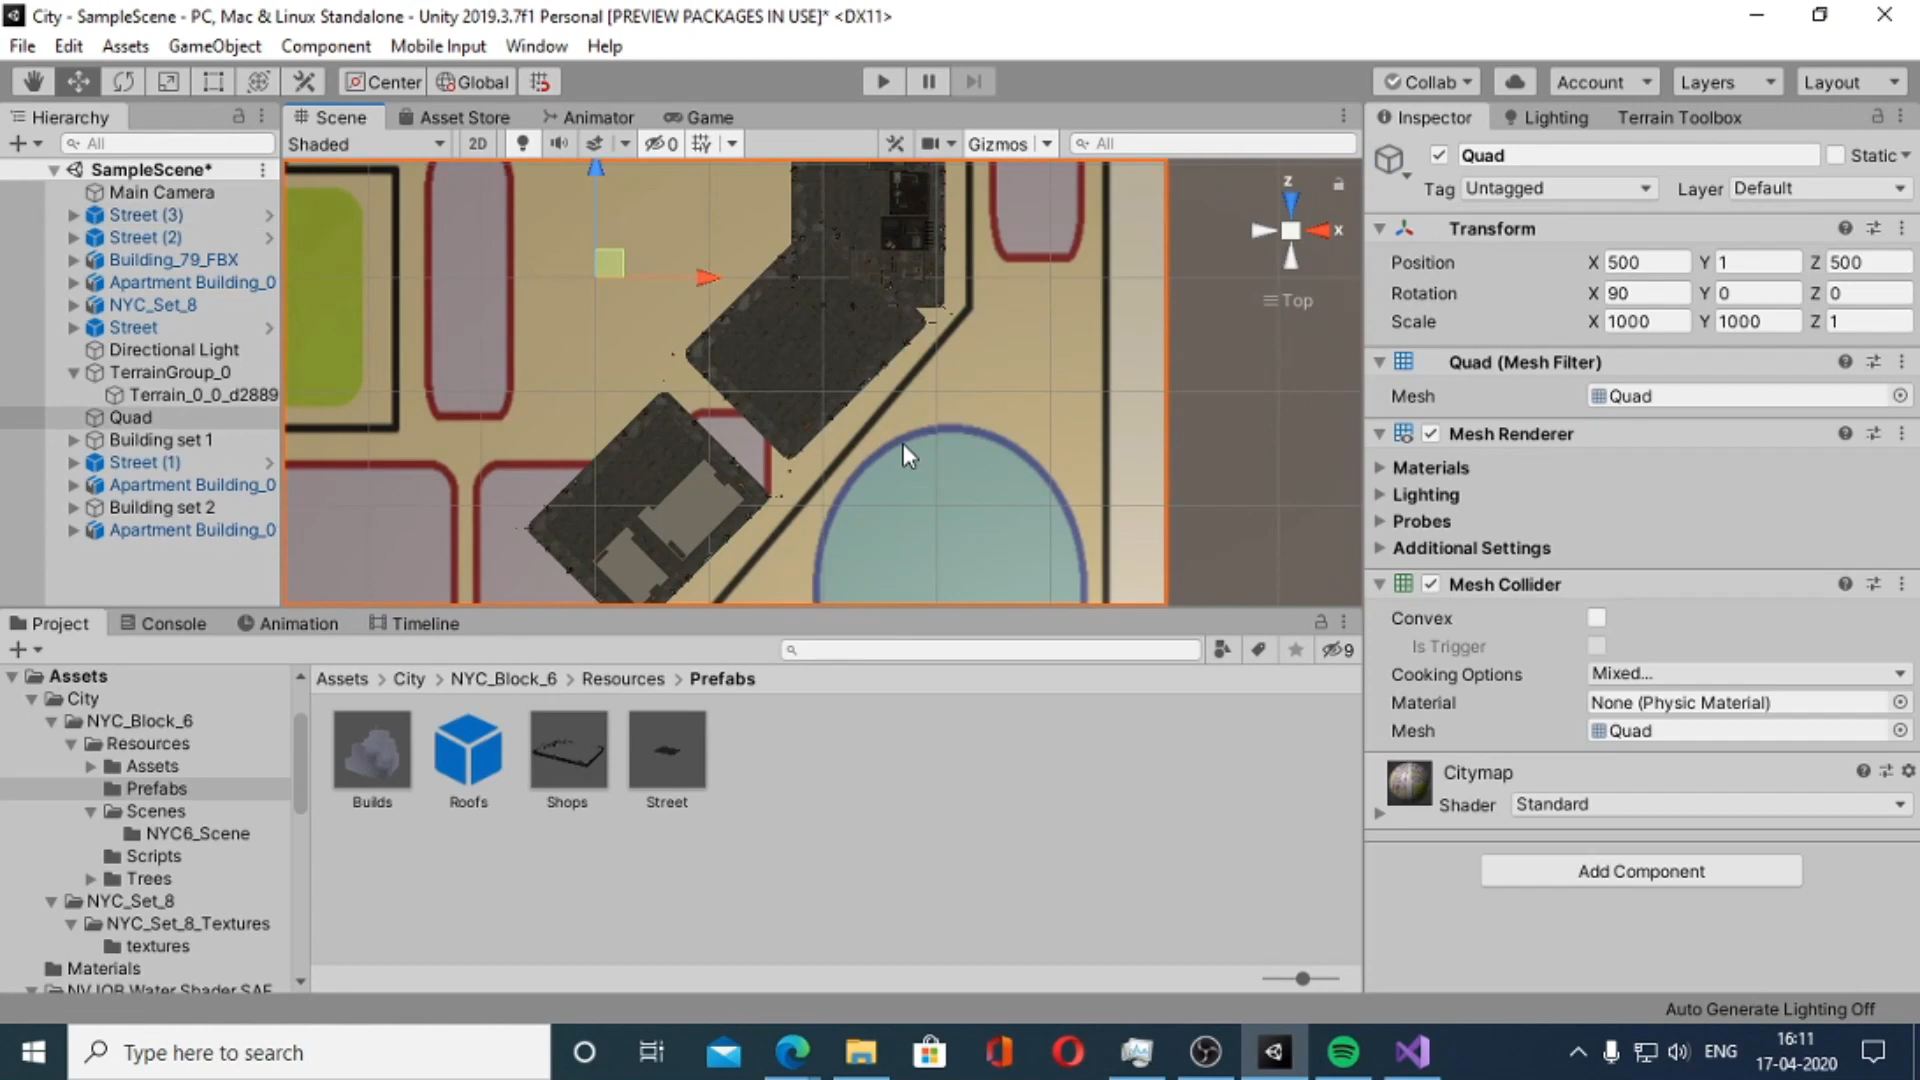 City - SampleScene - PC, Mac & Linux Standalone - Unity 2019.3.7f1 Personal [PREVIEW PACKAGES IN USE]* <DX11>
File Edit Assets GameObject Component Mobile Input Window Help
Center Global Collab Account Layers Layout
Hierarchy Scene Asset Store Animator Game Inspector Lighting Terrain Toolbox
All Shaded 2D 0 Gizmos All Quad Static
Tag Untagged Layer Default
SampleScene*
Main Camera
Street (3)
Street (2)
Building_79_FBX
Apartment Building_0
NYC_Set_8
Street
Directional Light
TerrainGroup_0
Terrain_0_0_d2889
Quad
Building set 1
Street (1)
Apartment Building_0
Building set 2
Apartment Building_0
z
x
Top
Transform
Position X 500 Y 1 Z 500
Rotation X 90 Y 0 Z 0
Scale X 1000 Y 1000 Z 1
Quad (Mesh Filter)
Mesh Quad
Mesh Renderer
Materials
Lighting
Probes
Additional Settings
Mesh Collider
Convex
Is Trigger
Cooking Options Mixed...
Material None (Physic Material)
Mesh Quad
Citymap
Shader Standard
Add Component
Project Console Animation Timeline
9
Assets
City
NYC_Block_6
Resources
Assets
Prefabs
Scenes
NYC6_Scene
Scripts
Trees
NYC_Set_8
NYC_Set_8_Textures
textures
Materials
NVJOB Water Shader SAF
Assets > City > NYC_Block_6 > Resources > Prefabs
Builds Roofs Shops Street
Auto Generate Lighting Off
Type here to search
ENG
16:11
17-04-2020